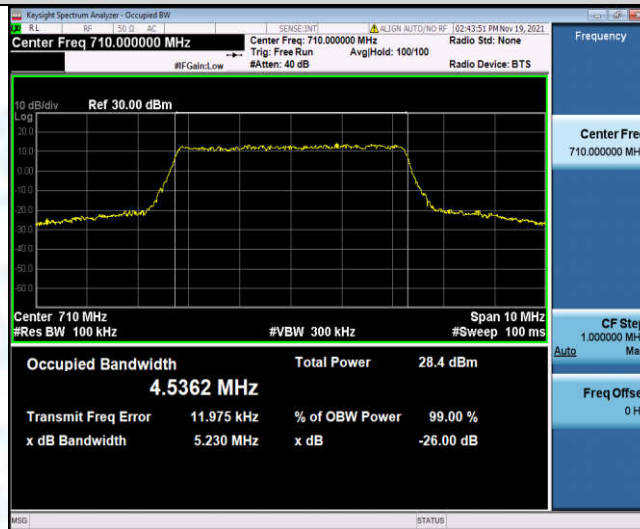 Keysight Spectrum Analyzer - Occupied BW
RL RF 50 Ω AC SENSE:INT ALIGN AUTO/NO RF 02:43:51 PM Nov 19, 2021
Center Freq 710.000000 MHz
Center Freq: 710.000000 MHz Radio Std: None
Trig: Free Run Avg|Hold: 100/100
#IFGain:Low #Atten: 40 dB Radio Device: BTS
10 dB/div Ref 30.00 dBm
Log
20.0
10.0
0.00
-10.0
-20.0
-30.0
-40.0
-50.0
-60.0
Center 710 MHz Span 10 MHz
#Res BW 100 kHz #VBW 300 kHz #Sweep 100 ms
Occupied Bandwidth Total Power 28.4 dBm
4.5362 MHz
Transmit Freq Error 11.975 kHz % of OBW Power 99.00 %
x dB Bandwidth 5.230 MHz x dB -26.00 dB
MSG STATUS
Frequency
Center Fre
710.000000 MH
CF Ste
1.000000 MH
Auto Ma
Freq Offse
0 H